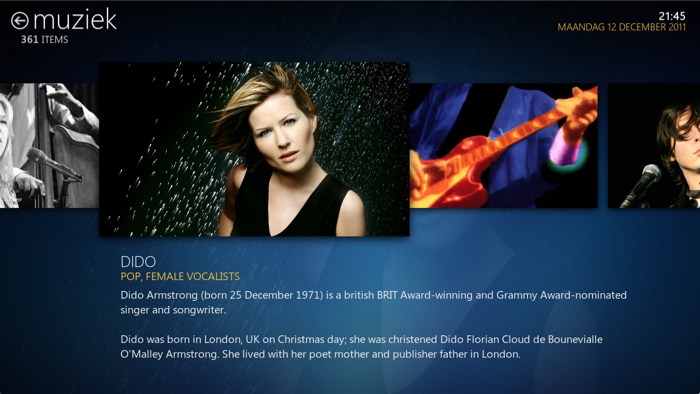 muziek
361 ITEMS
21:45
MAANDAG 12 DECEMBER 2011
DIDO
POP, FEMALE VOCALISTS
Dido Armstrong (born 25 December 1971) is a british BRIT Award-winning and Grammy Award-nominated
singer and songwriter.
Dido was born in London, UK on Christmas day; she was christened Dido Florian Cloud de Bounevialle
O'Malley Armstrong. She lived with her poet mother and publisher father in London.